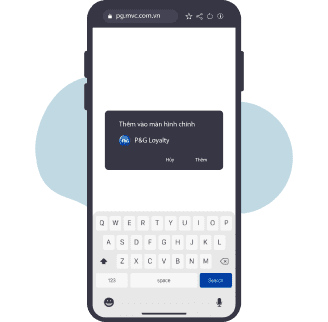 pg.mvc.com.vn
Thêm vào màn hình chính
P&G P&G Loyalty
Hủy Thêm
Q W E R T Y U I O P
A S D F G H J K L
Z X C V B N M
123 space Search